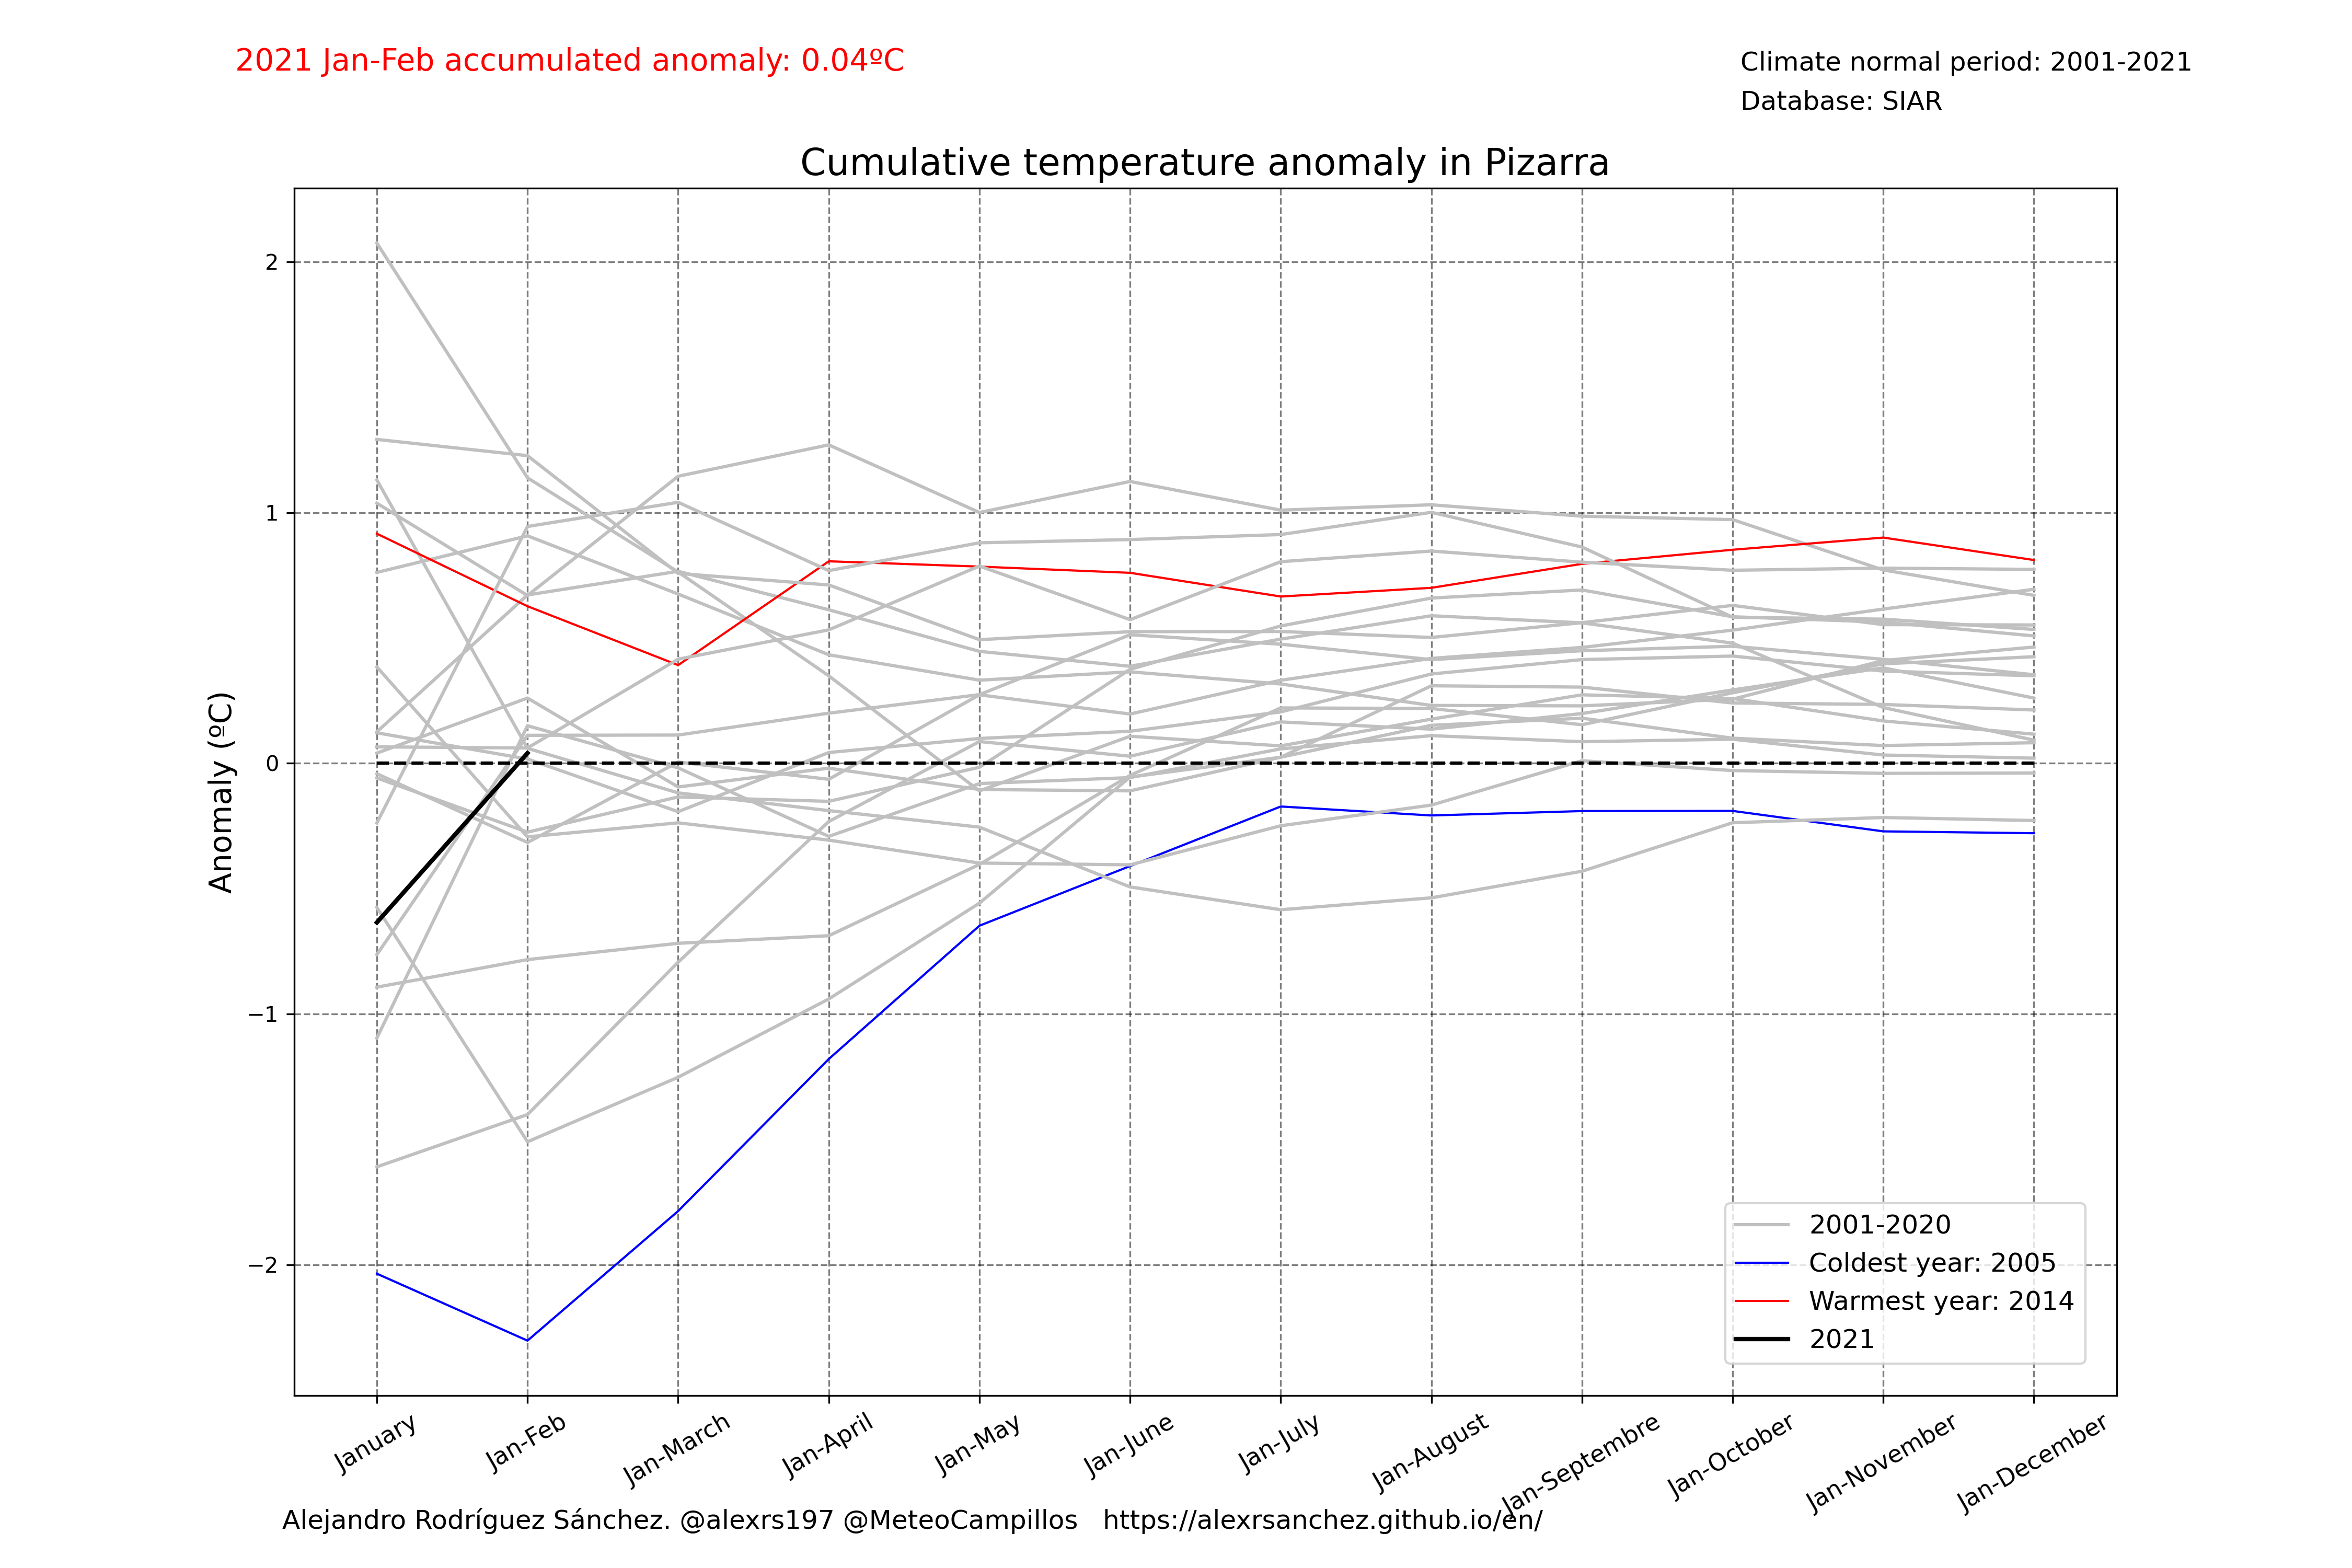 2021 Jan-Feb accumulated anomaly: 0.04ºC
Climate normal period: 2001-2021
Database: SIAR
Cumulative temperature anomaly in Pizarra
Anomaly (ºC)
2
1
0
−1
−2
2001-2020
Coldest year: 2005
Warmest year: 2014
2021
January
Jan-Feb
Jan-March
Jan-April
Jan-May
Jan-June
Jan-July
Jan-August
Jan-Septembre
Jan-October
Jan-November
Jan-December
Alejandro Rodríguez Sánchez. @alexrs197 @MeteoCampillos https://alexrsanchez.github.io/en/